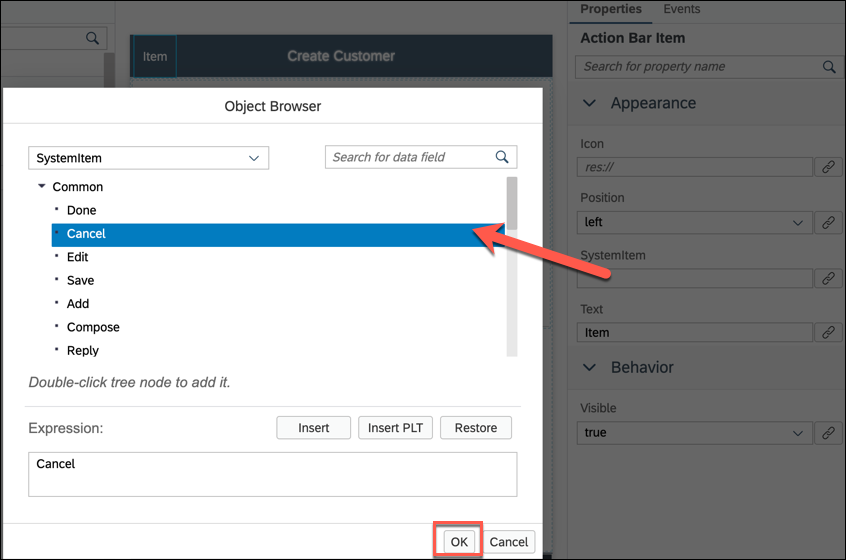 Properties
Events
Item
Create Customer
Action Bar Item
Search for property name
Appearance
Icon
res://
Position
left
SystemItem
Text
Item
Behavior
Visible
true
Object Browser
SystemItem
Search for data field
Common
Done
Cancel
Edit
Save
Add
Compose
Reply
Double-click tree node to add it.
Expression:
Insert
Insert PLT
Restore
Cancel
OK
Cancel